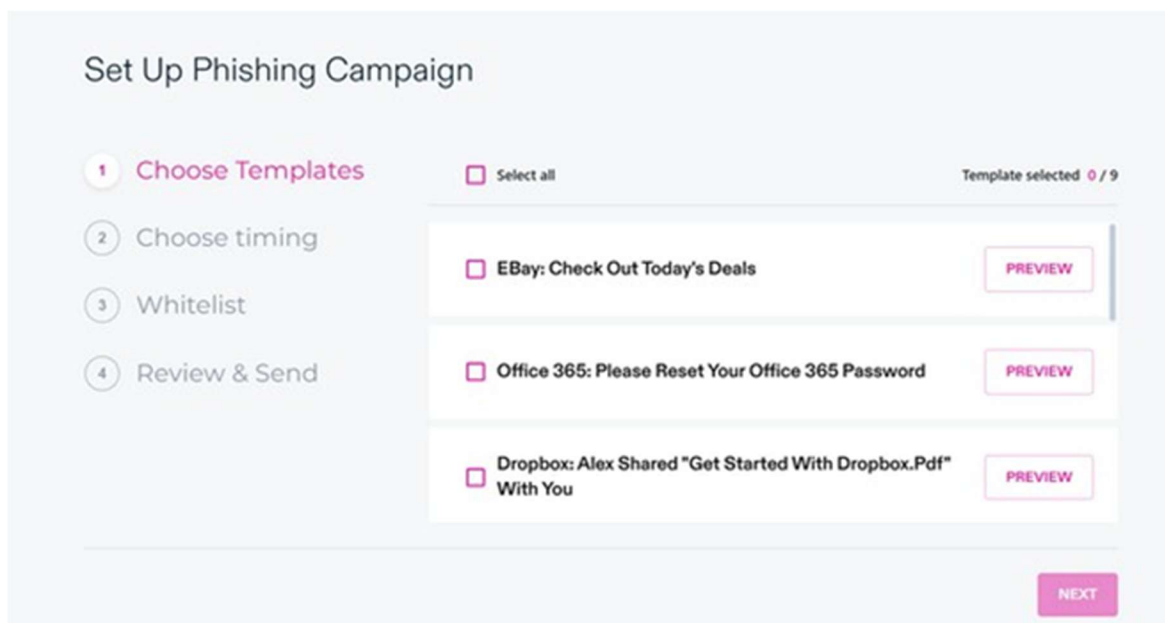 Set Up Phishing Campaign
1 Choose Templates
2 Choose timing
3 Whitelist
4 Review & Send
Select all
Template selected 0 / 9
EBay: Check Out Today's Deals
PREVIEW
Office 365: Please Reset Your Office 365 Password
PREVIEW
Dropbox: Alex Shared "Get Started With Dropbox.Pdf"
With You
PREVIEW
NEXT